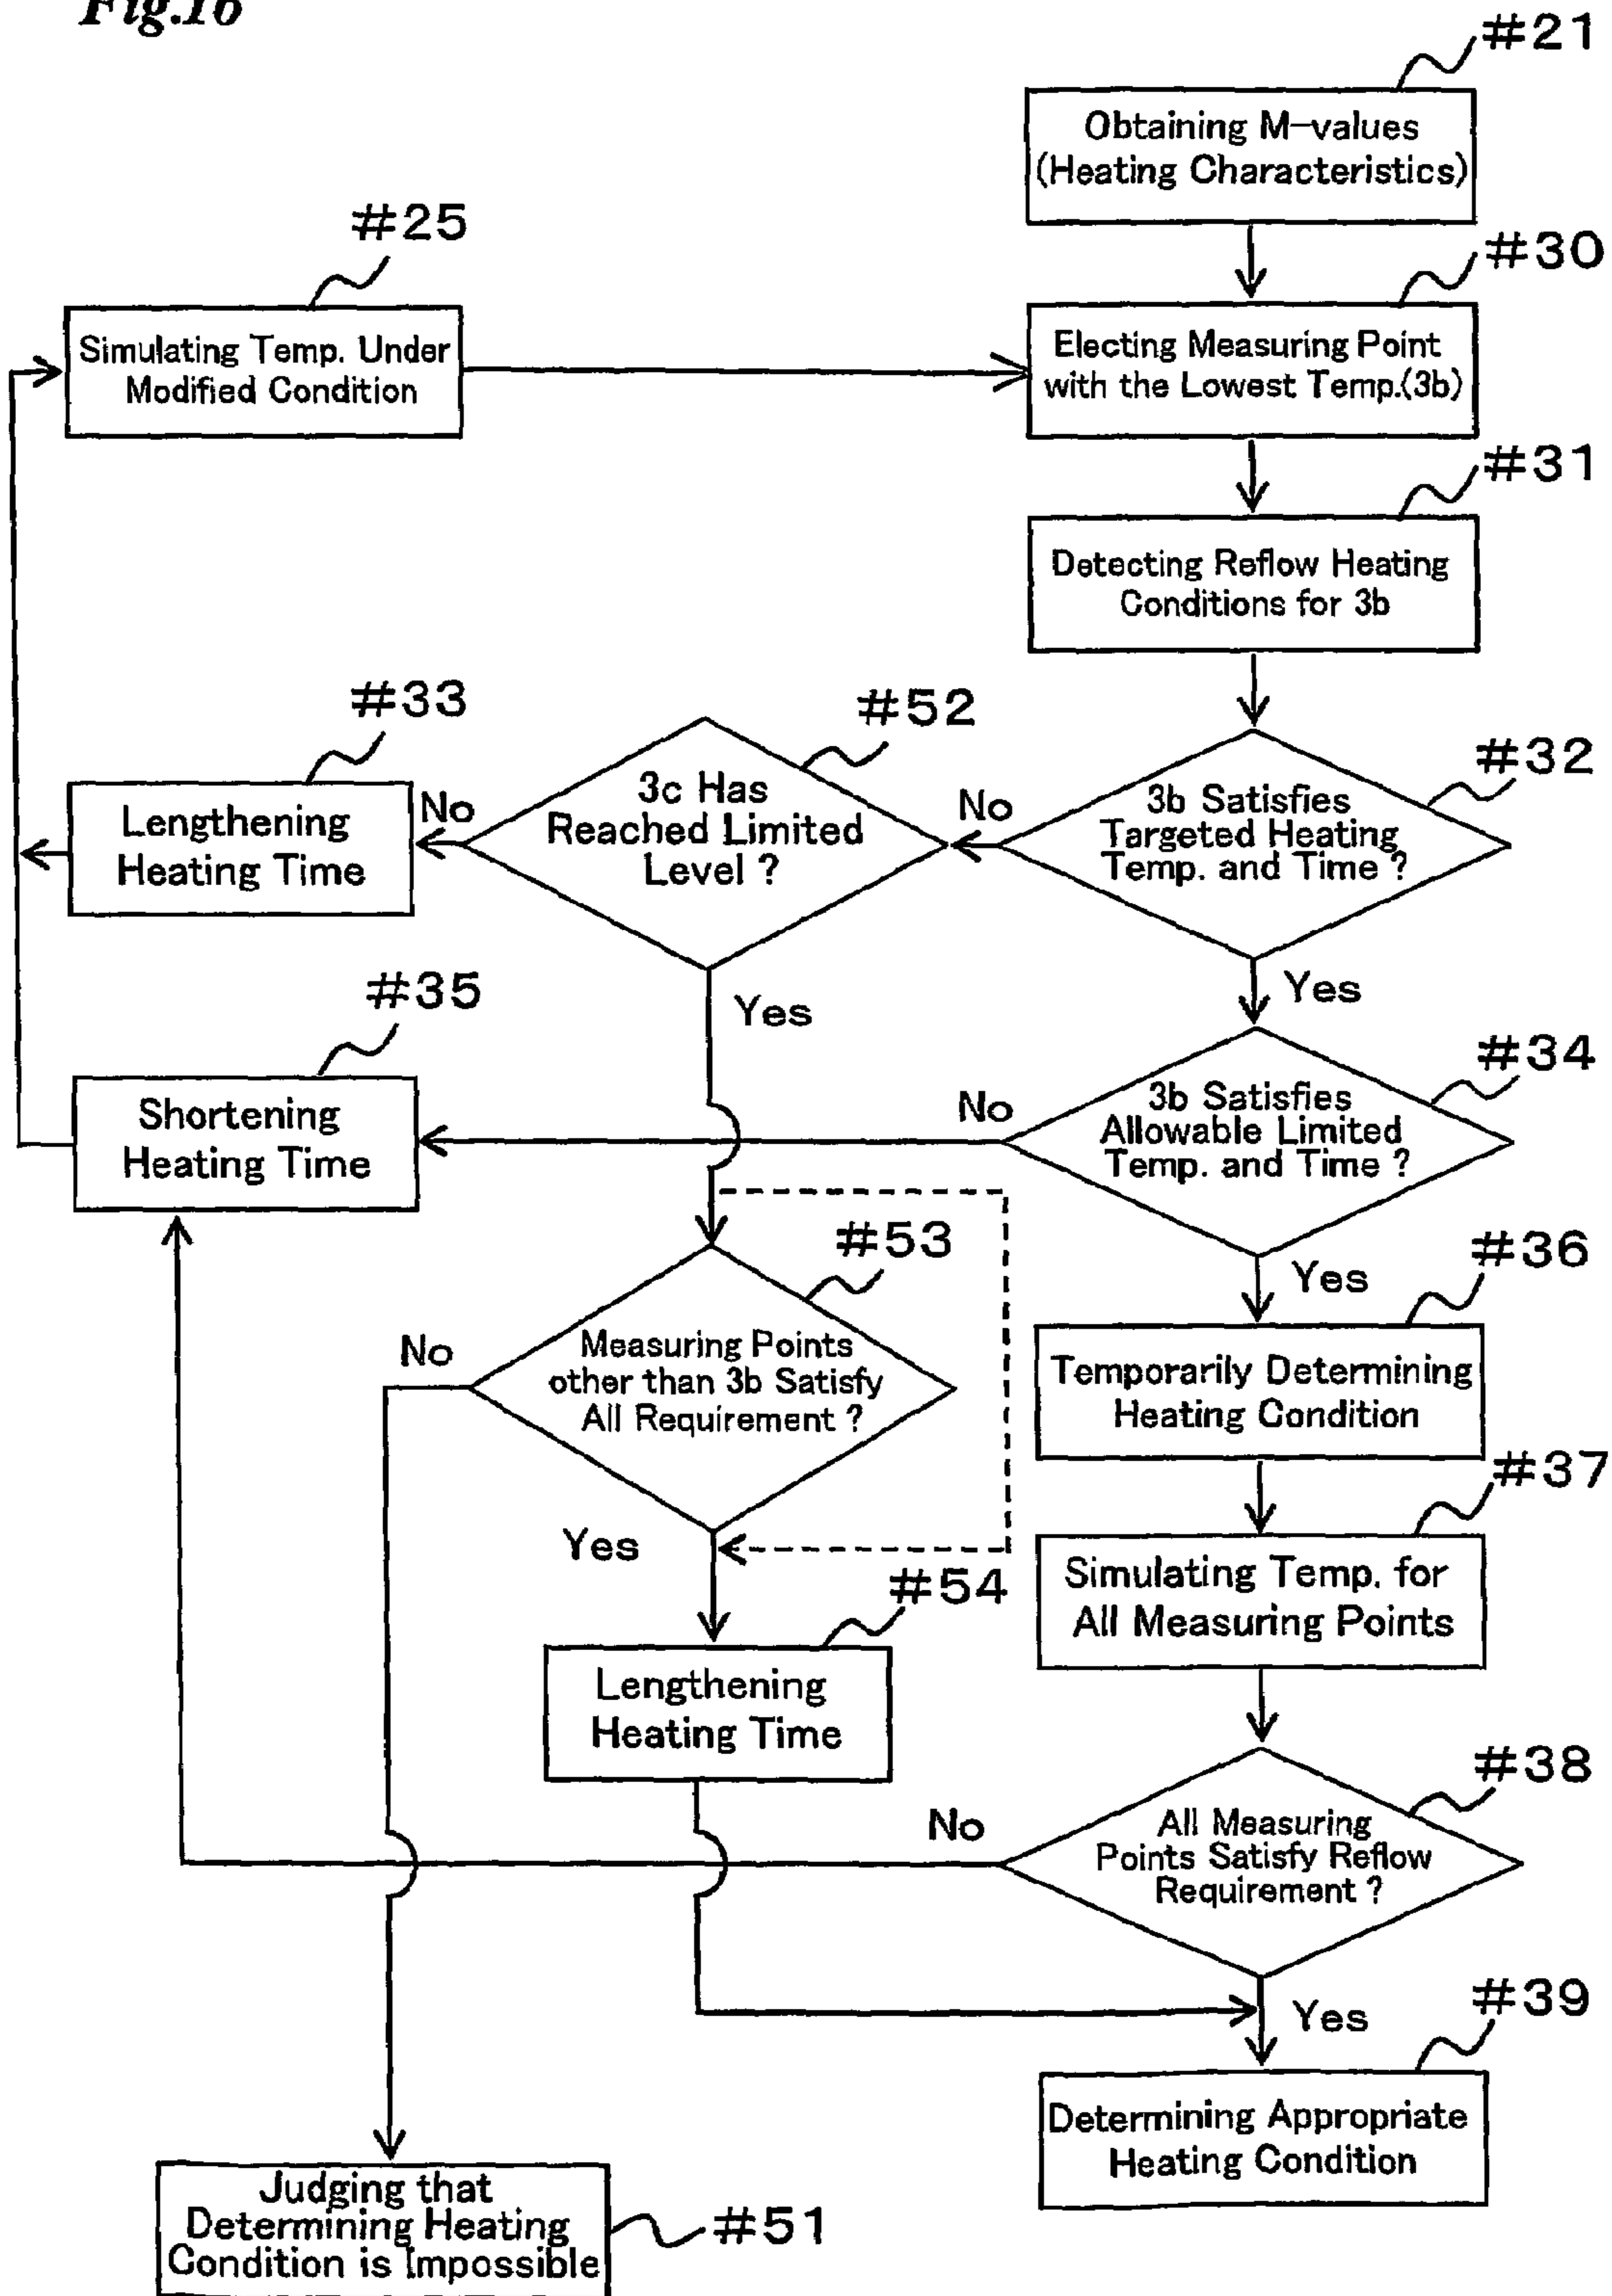 Fig.16
#21
Obtaining M-values
(Heating Characteristics)
#25
#30
Simulating Temp. Under
Modified Condition
Electing Measuring Point
with the Lowest Temp.(3b)
#31
Detecting Reflow Heating
Conditions for 3b
#33
#52
#32
Lengthening
Heating Time
No
3c Has
Reached Limited
Level ?
No
3b Satisfies
Targeted Heating
Temp. and Time ?
Yes
Yes
#35
#34
Shortening
Heating Time
No
3b Satisfies
Allowable Limited
Temp. and Time ?
#53
Yes
#36
No
Measuring Points
other than 3b Satisfy
All Requirement ?
Temporarily Determining
Heating Condition
#37
Yes
#54
Simulating Temp. for
All Measuring Points
Lengthening
Heating Time
#38
No
All Measuring
Points Satisfy Reflow
Requirement ?
Yes
#39
Determining Appropriate
Heating Condition
Judging that
Determining Heating
Condition is Impossible
#51